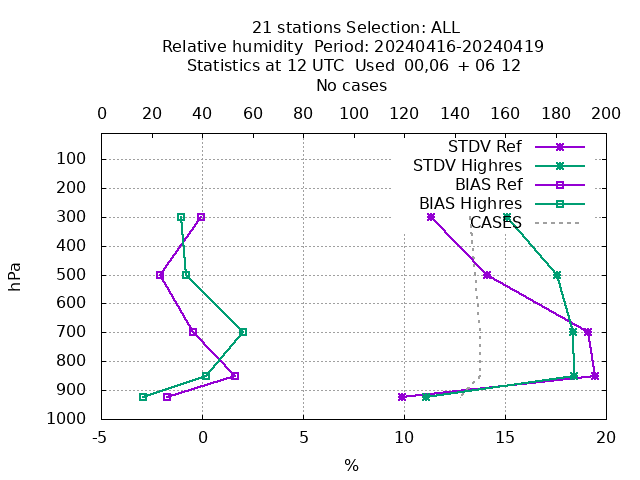 21 stations Selection: ALL
Relative humidity  Period: 20240416-20240419
Statistics at 12 UTC  Used  00,06  + 06 12
No cases
0 20 40 60 80 100 120 140 160 180 200
STDV Ref
STDV Highres
BIAS Ref
BIAS Highres
CASES
100
200
300
400
500
600
700
800
900
1000
hPa
-5 0 5 10 15 20
%